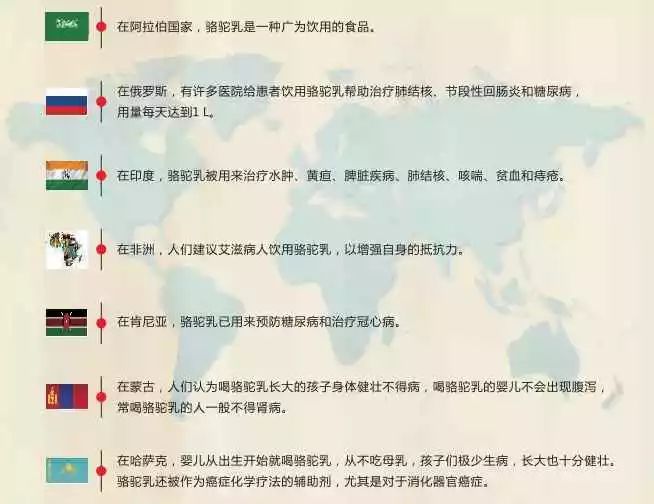 在阿拉伯国家，骆驼乳是一种广为饮用的食品。
在俄罗斯，有许多医院给患者饮用骆驼乳帮助治疗肺结核、节段性回肠炎和糖尿病，
用量每天达到1 L。
在印度，骆驼乳被用来治疗水肿、黄疸、脾脏疾病、肺结核、咳喘、贫血和痔疮。
在非洲，人们建议艾滋病人饮用骆驼乳，以增强自身的抵抗力。
在肯尼亚，骆驼乳已用来预防糖尿病和治疗冠心病。
在蒙古，人们认为喝骆驼乳长大的孩子身体健壮不得病，喝骆驼乳的婴儿不会出现腹泻，
常喝骆驼乳的人一般不得肾病。
在哈萨克，婴儿从出生开始就喝骆驼乳，从不吃母乳，孩子们极少生病，长大也十分健壮。
骆驼乳还被作为癌症化学疗法的辅助剂，尤其是对于消化器官癌症。